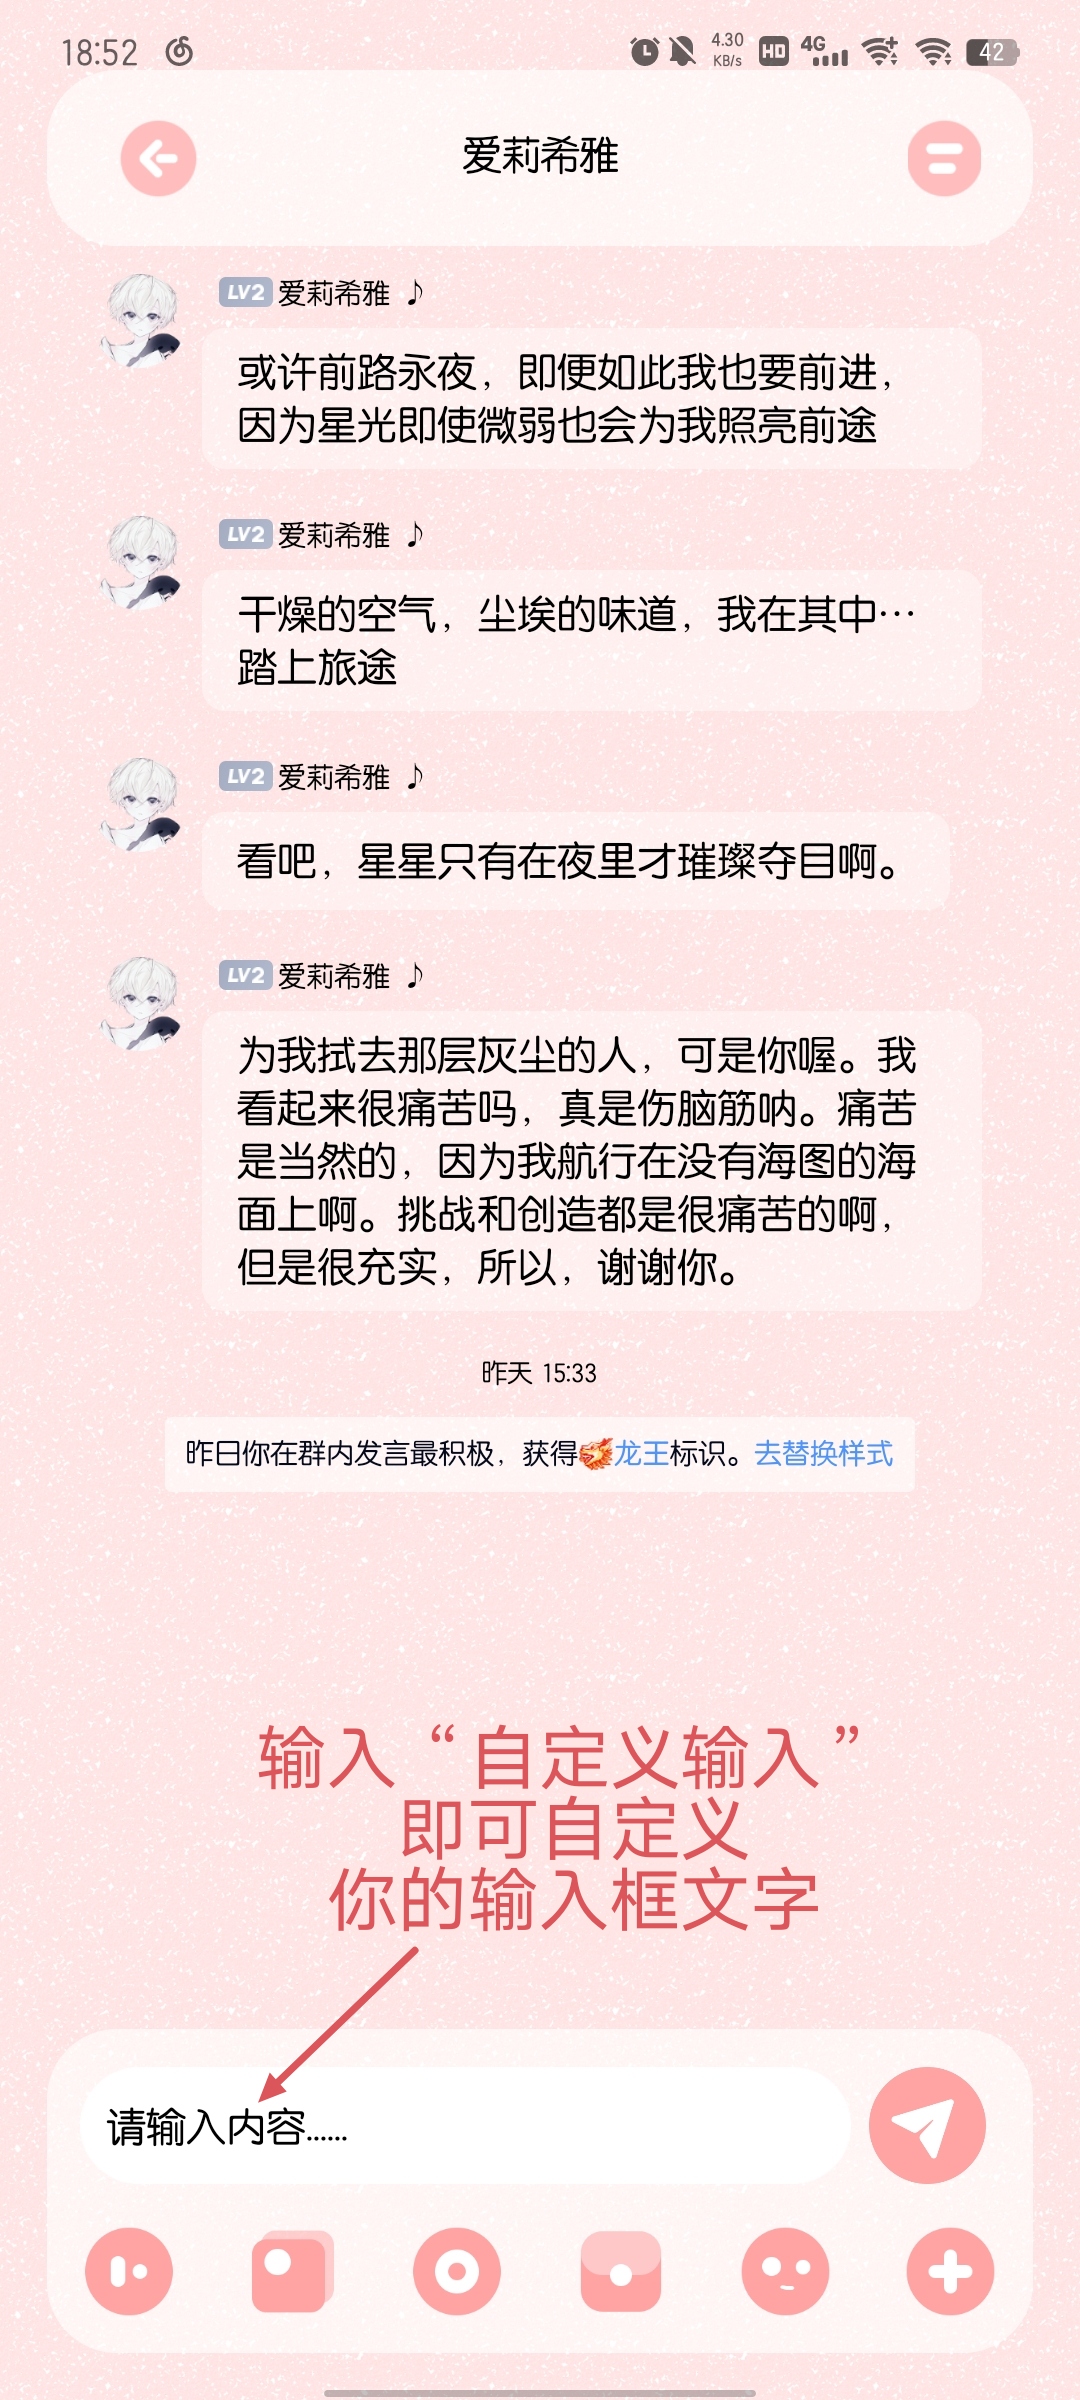 18:52
4.30 KB/s HD 4G 42
爱莉希雅
LV2 爱莉希雅 ♪
或许前路永夜，即便如此我也要前进，
因为星光即使微弱也会为我照亮前途
LV2 爱莉希雅 ♪
干燥的空气，尘埃的味道，我在其中…
踏上旅途
LV2 爱莉希雅 ♪
看吧，星星只有在夜里才璀璨夺目啊。
LV2 爱莉希雅 ♪
为我拭去那层灰尘的人，可是你喔。我
看起来很痛苦吗，真是伤脑筋呐。痛苦
是当然的，因为我航行在没有海图的海
面上啊。挑战和创造都是很痛苦的啊，
但是很充实，所以，谢谢你。
昨天 15:33
昨日你在群内发言最积极，获得龙王标识。去替换样式
输入“自定义输入”
即可自定义
你的输入框文字
请输入内容......